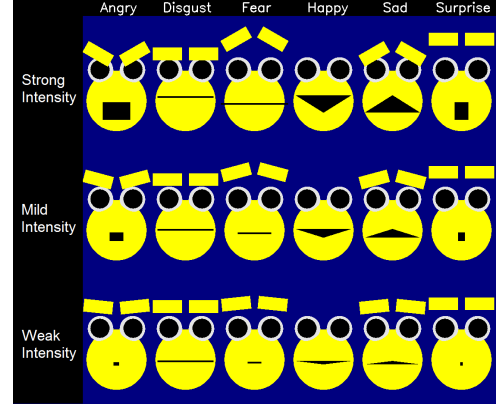 Angry Disgust Fear Happy Sad Surprise
Strong
Intensity
Mild
Intensity
Weak
Intensity